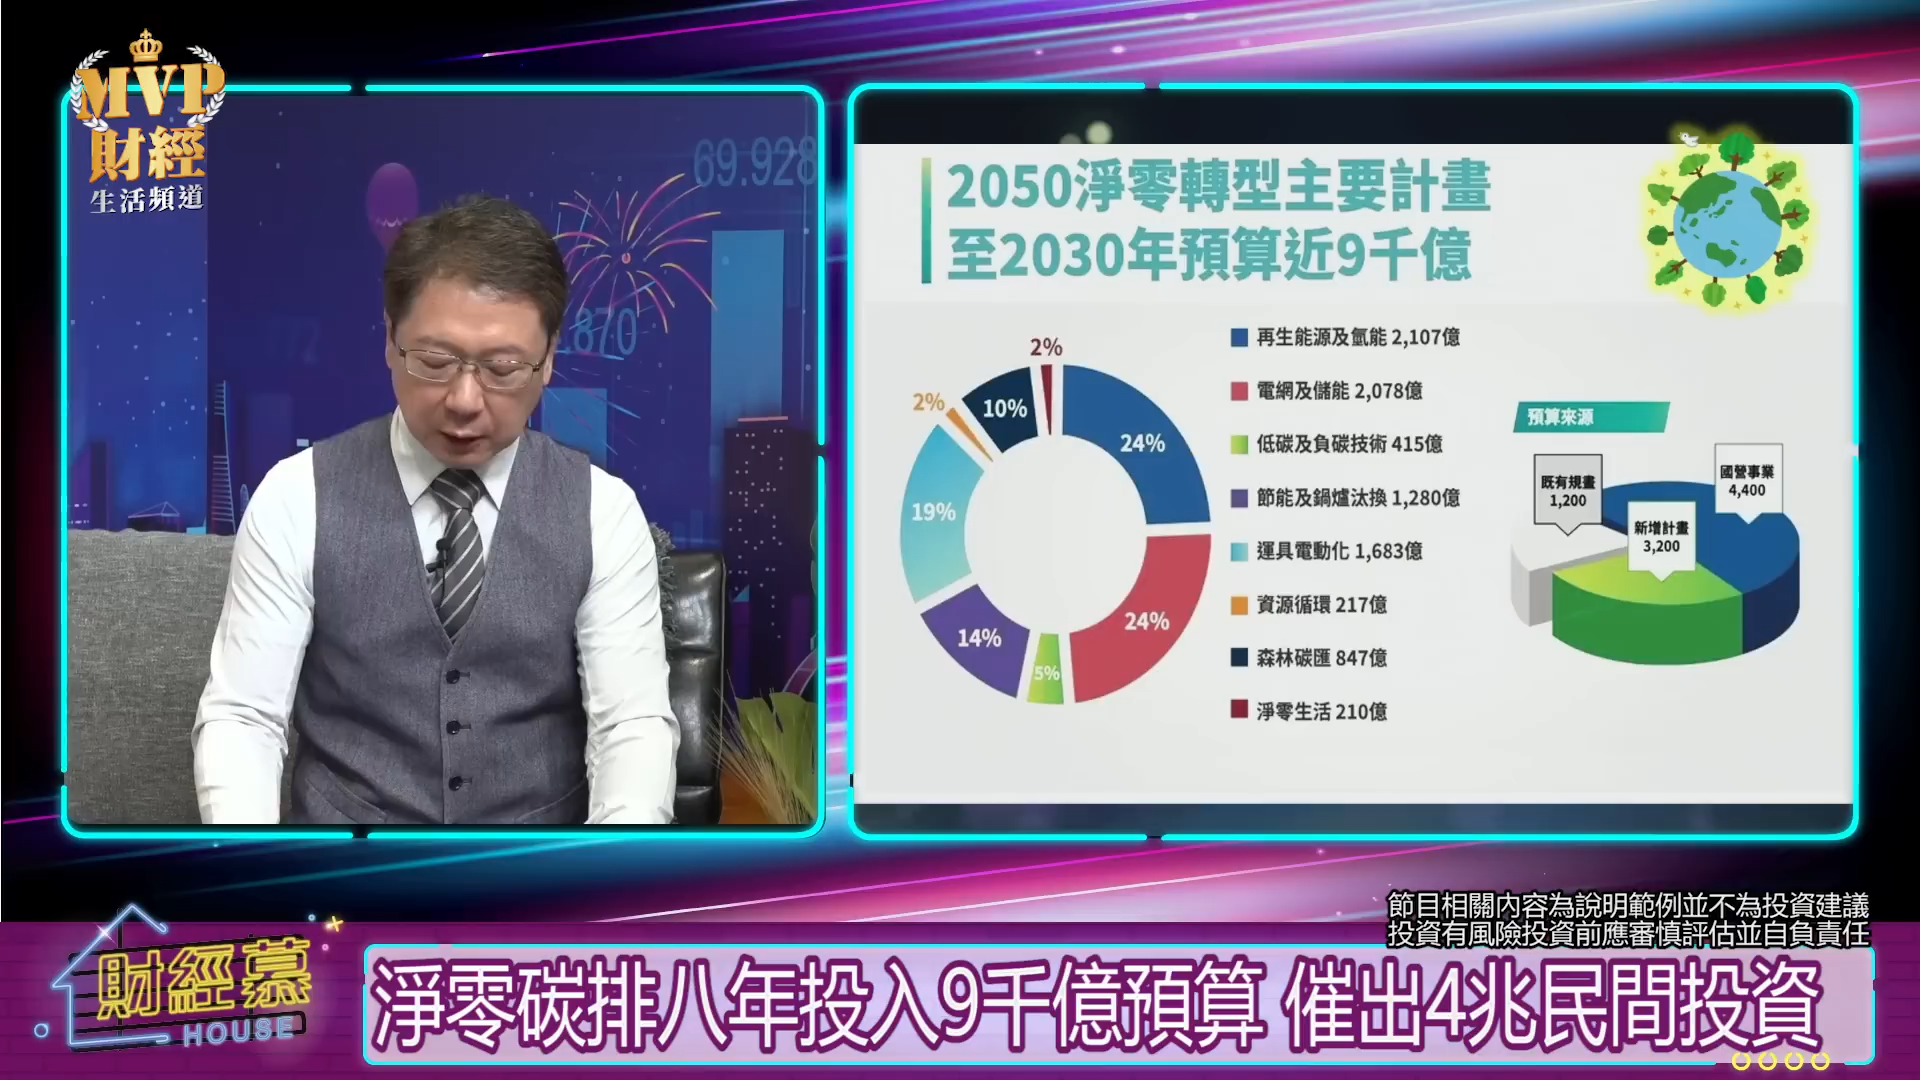 MVP
財經
生活頻道
69.928
.870
2050淨零轉型主要計畫
至2030年預算近9千億
2%
2%
10%
24%
19%
24%
14%
5%
再生能源及氫能 2,107億
電網及儲能 2,078億
低碳及負碳技術 415億
節能及鍋爐汰換 1,280億
運具電動化 1,683億
資源循環 217億
森林碳匯 847億
淨零生活 210億
預算來源
既有規畫
1,200
新增計畫
3,200
國營事業
4,400
節目相關內容為說明範例並不為投資建議
投資有風險投資前應審慎評估並自負責任
財經慕
HOUSE
淨零碳排八年投入9千億預算 催出4兆民間投資